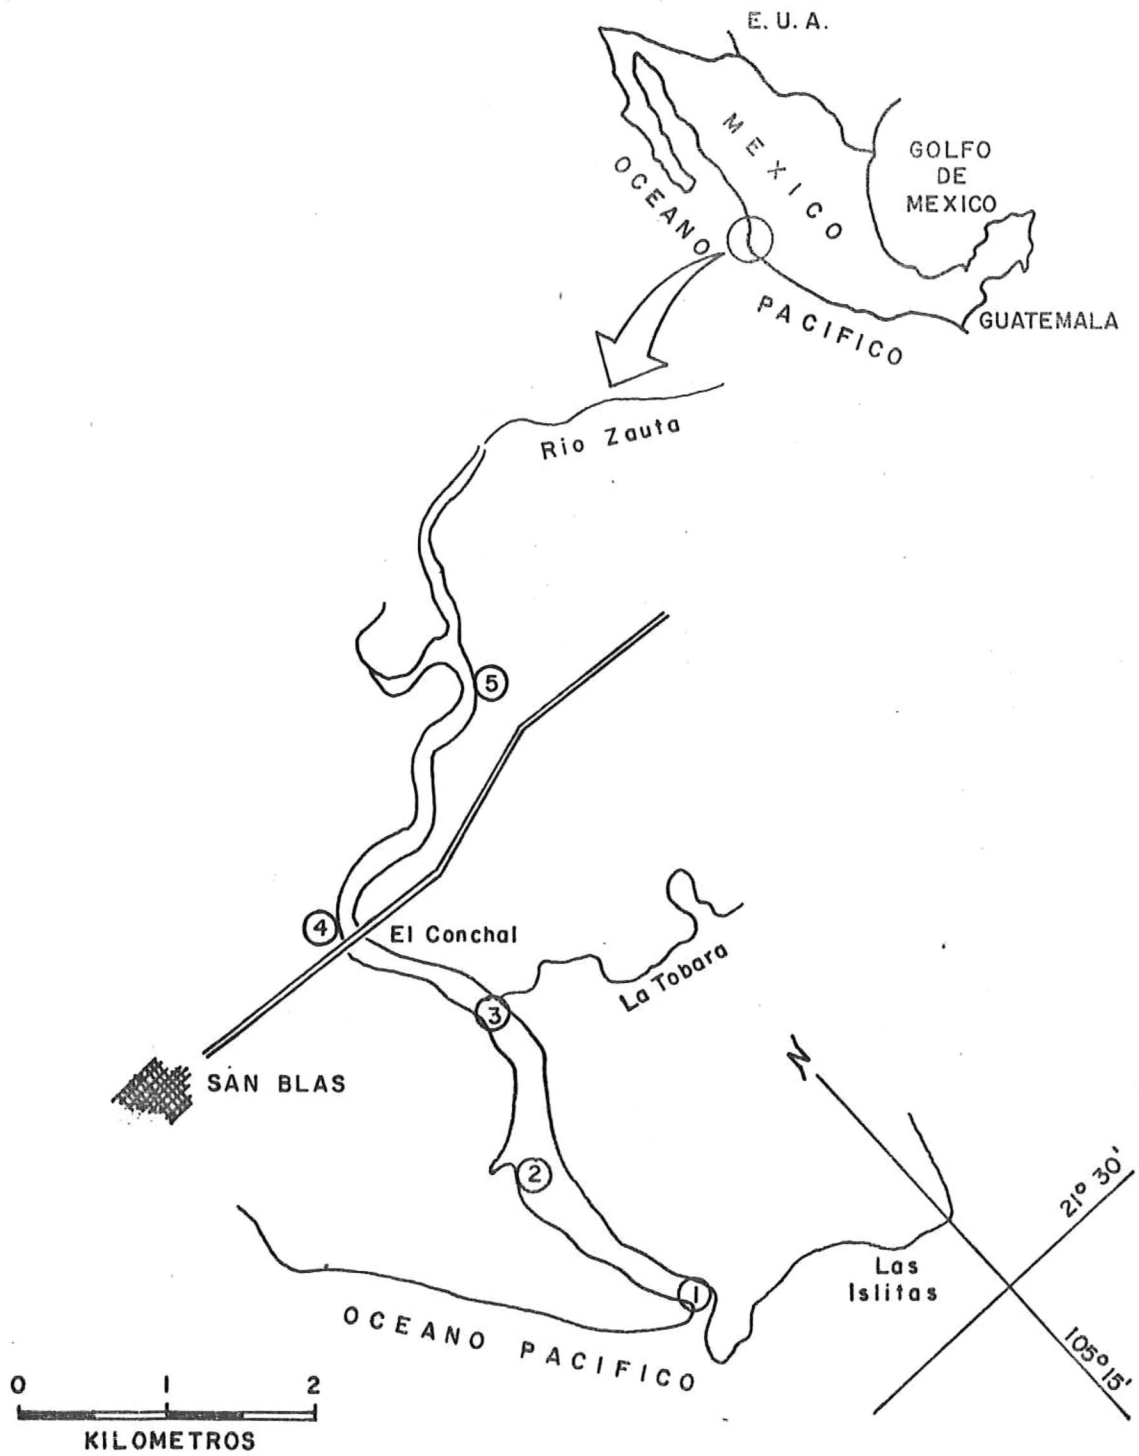 E. U. A.
MEXICO
GOLFO
DE
MEXICO
OCEANO
PACIFICO
GUATEMALA
Rio Zauta
5
4
El Conchal
3
La Tobara
SAN BLAS
N
2
21° 30'
1
Las
Islitas
OCEANO PACIFICO
105° 15'
0 1 2
KILOMETROS